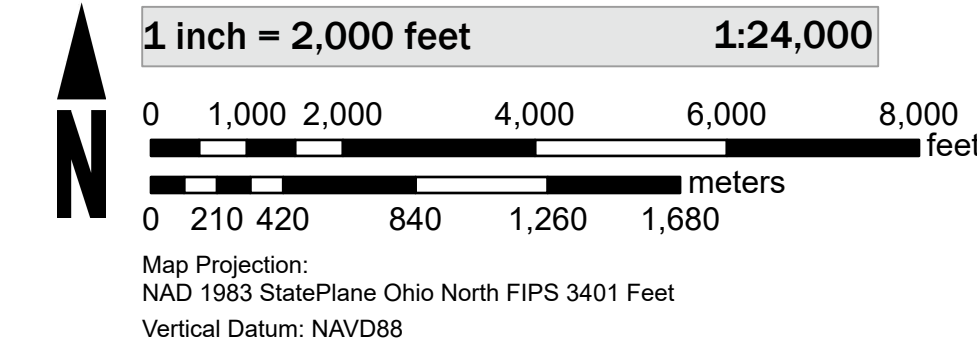 1 inch = 2,000 feet 1:24,000
0 1,000 2,000 4,000 6,000 8,000
feet
N
meters
0 210 420 840 1,260 1,680
Map Projection:
NAD 1983 StatePlane Ohio North FIPS 3401 Feet
Vertical Datum: NAVD88